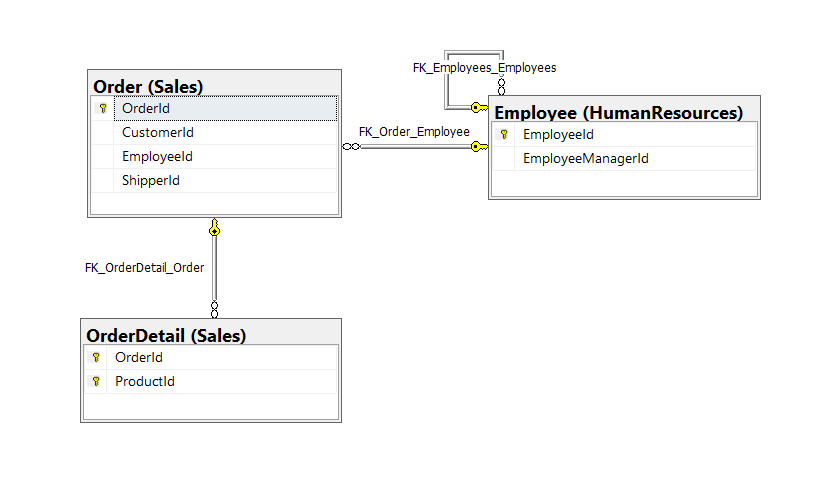 FK_Employees_Employees
Order (Sales)
OrderId
CustomerId
EmployeeId
ShipperId
FK_Order_Employee
Employee (HumanResources)
EmployeeId
EmployeeManagerId
FK_OrderDetail_Order
OrderDetail (Sales)
OrderId
ProductId